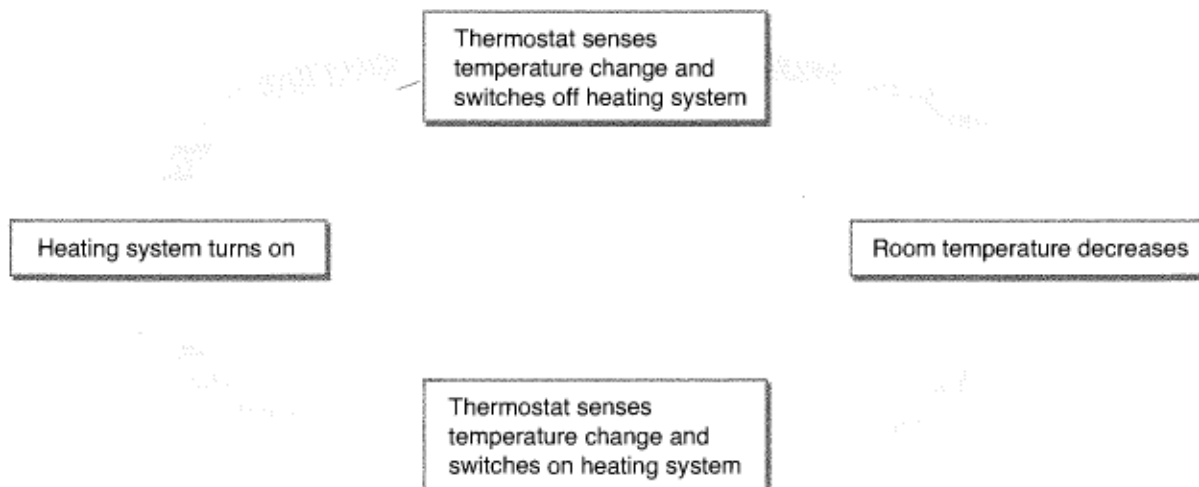 Thermostat senses
temperature change and
switches off heating system
Heating system turns on
Room temperature decreases
Thermostat senses
temperature change and
switches on heating system